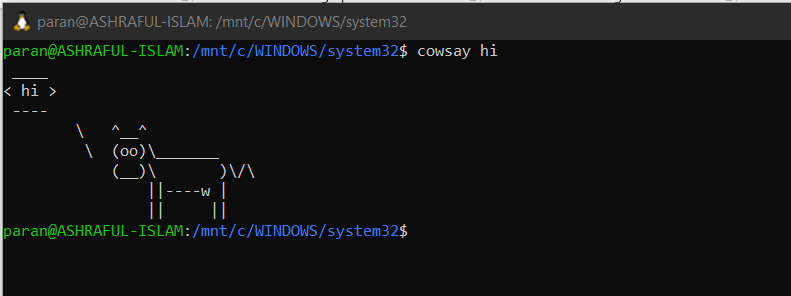 paran@ASHRAFUL-ISLAM: /mnt/c/WINDOWS/system32
paran@ASHRAFUL-ISLAM:/mnt/c/WINDOWS/system32$ cowsay hi
 ____
< hi >
 ----
        \   ^__^
         \  (oo)\_______
            (__)\       )\/\
                ||----w |
                ||     ||
paran@ASHRAFUL-ISLAM:/mnt/c/WINDOWS/system32$